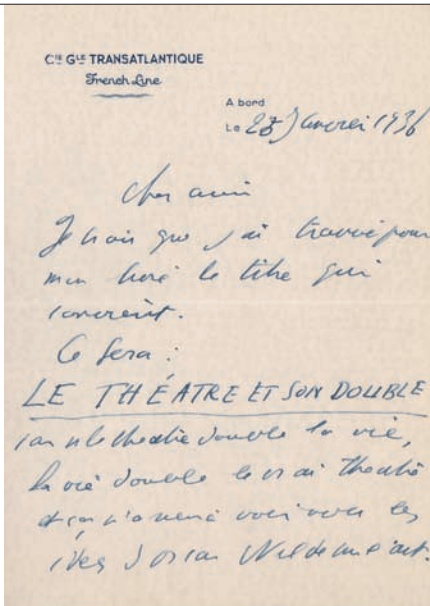 Cie Gle TRANSATLANTIQUE
French Line
A bord
Le 25 Janvier 1936
cher ami
Je crois que j'ai trouvé pour
mon livre le titre qui
convient.
Ce sera :
LE THÉATRE ET SON DOUBLE
car si le theatre double la vie,
la vie double le vrai theatre
et ça n'a rien à voir avec les
idées d'Oscar Wilde sur l'art.